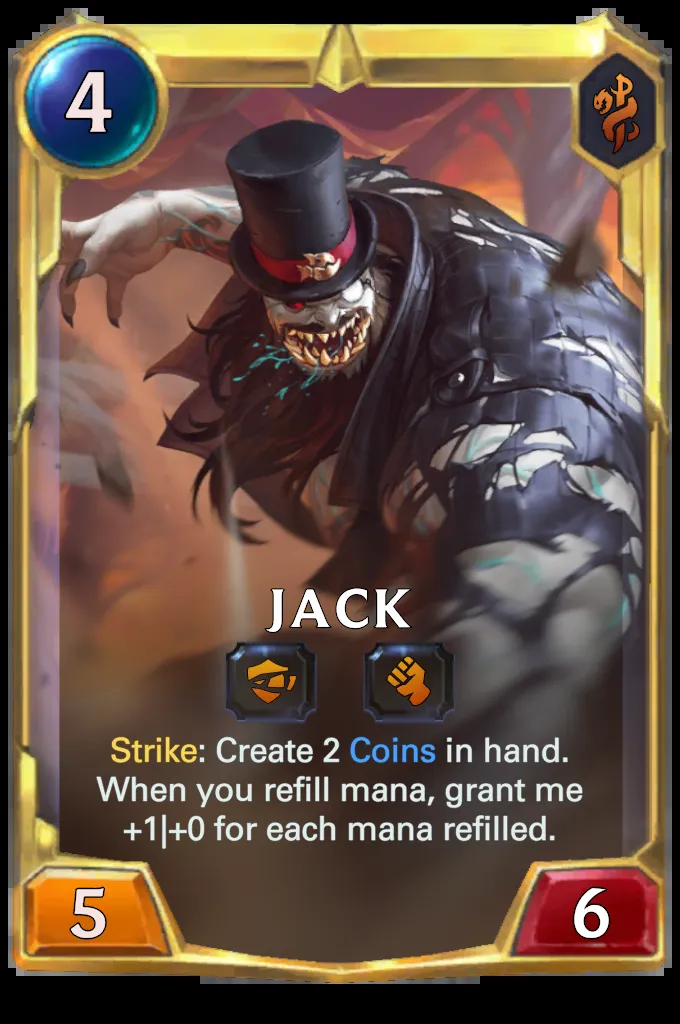 4
JACK
Strike: Create 2 Coins in hand.
When you refill mana, grant me
+1|+0 for each mana refilled.
5
6